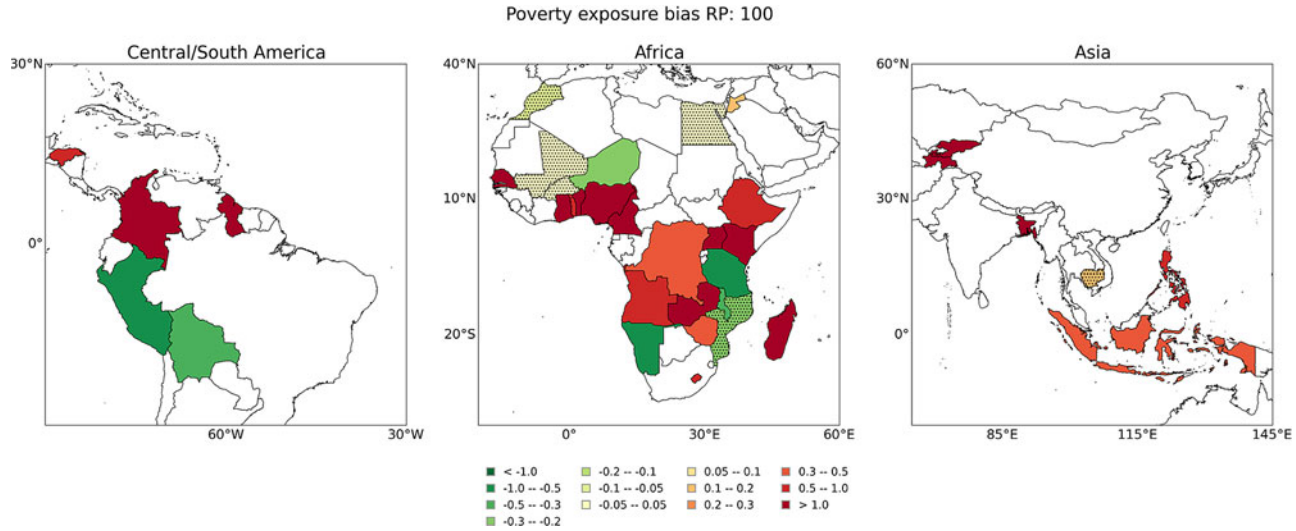 Poverty exposure bias RP: 100
Central/South America
Africa
Asia
30°N
0°
60°W
30°W
40°N
10°N
20°S
0°
30°E
60°E
60°N
30°N
0°
85°E
115°E
145°E
< -1.0
-1.0 -- -0.5
-0.5 -- -0.3
-0.3 -- -0.2
-0.2 -- -0.1
-0.1 -- -0.05
-0.05 -- 0.05
0.05 -- 0.1
0.1 -- 0.2
0.2 -- 0.3
0.3 -- 0.5
0.5 -- 1.0
> 1.0